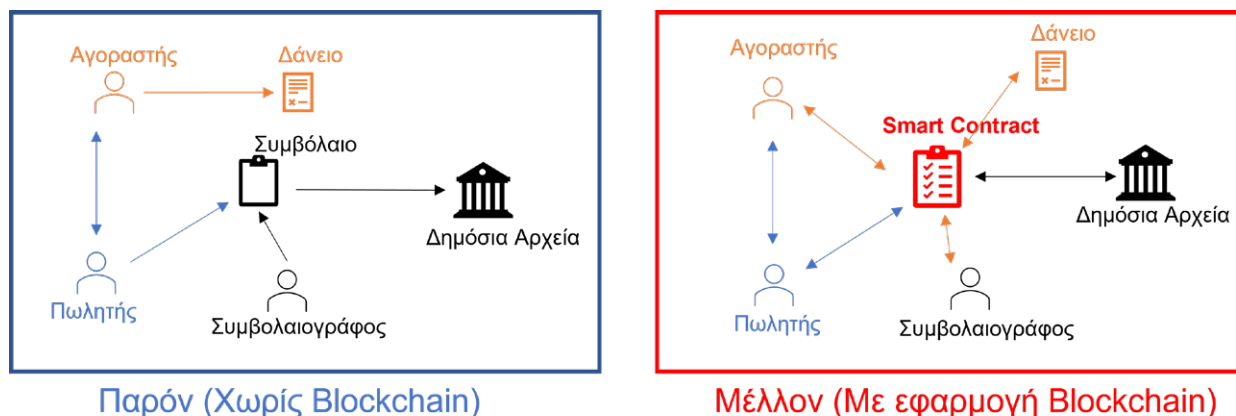 Αγοραστής
Δάνειο
Συμβόλαιο
Δημόσια Αρχεία
Πωλητής
Συμβολαιογράφος
Παρόν (Χωρίς Blockchain)
Αγοραστής
Δάνειο
Smart Contract
Δημόσια Αρχεία
Πωλητής
Συμβολαιογράφος
Μέλλον (Με εφαρμογή Blockchain)